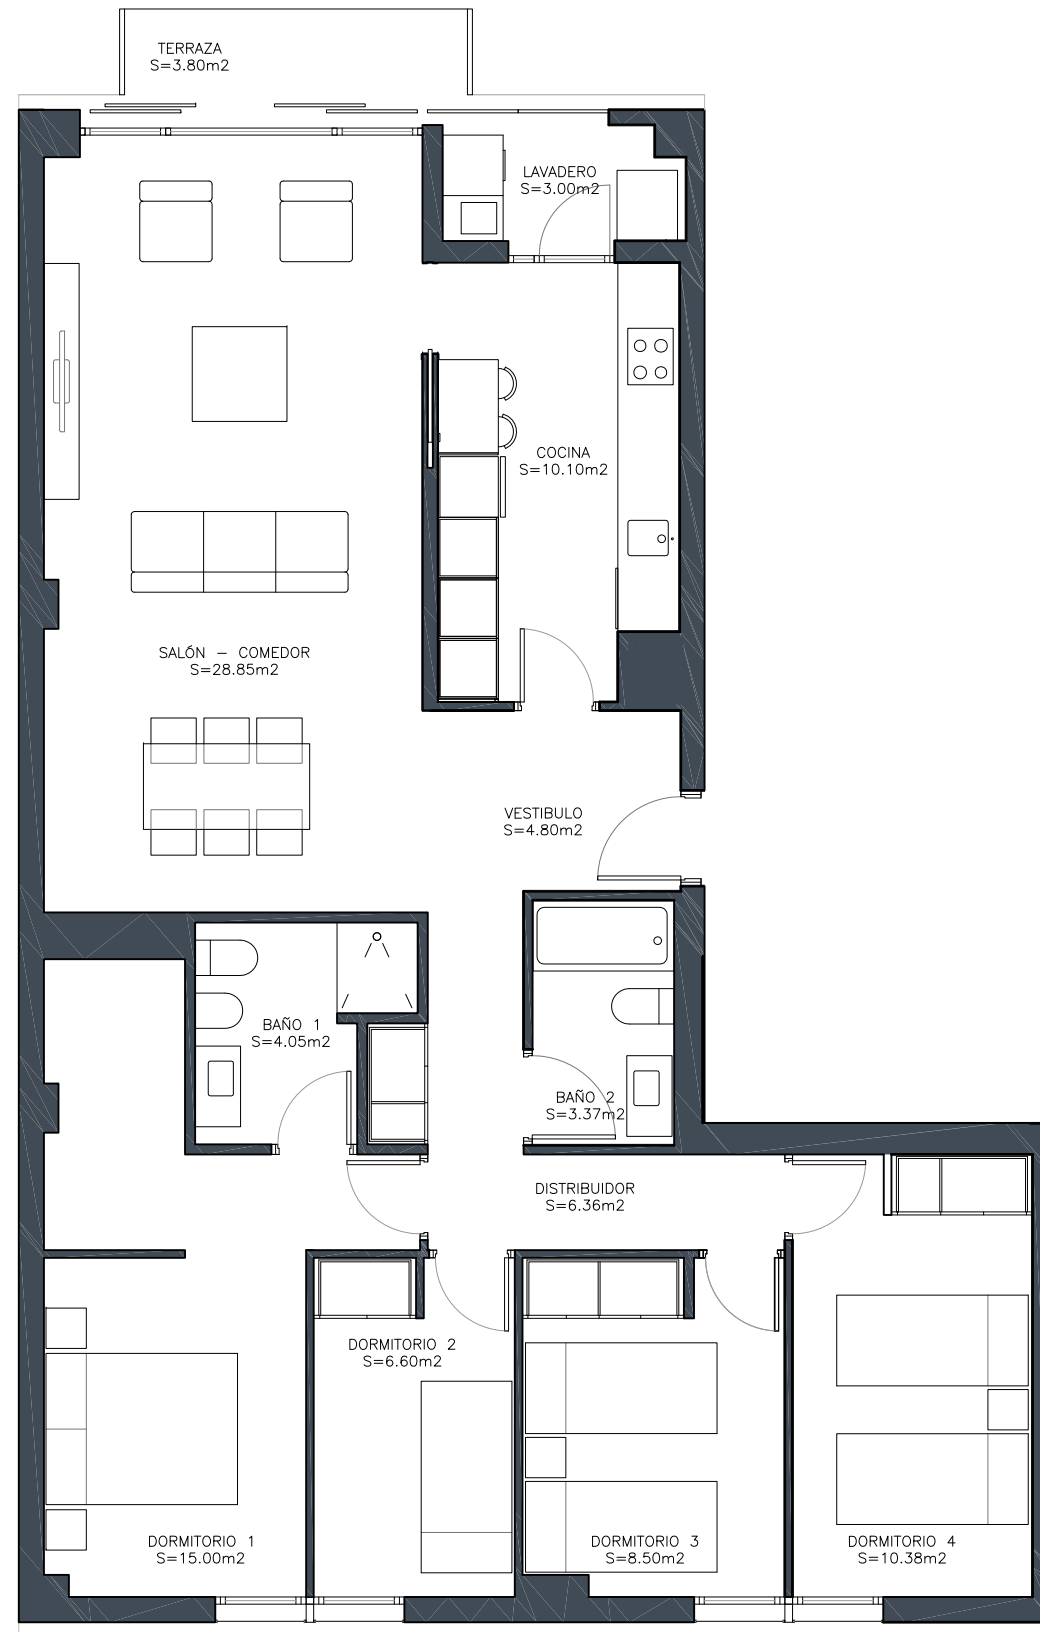 TERRAZA
S=3.80m2
LAVADERO
S=3.00m2
COCINA
S=10.10m2
SALÓN - COMEDOR
S=28.85m2
VESTIBULO
S=4.80m2
BAÑO 1
S=4.05m2
BAÑO 2
S=3.37m2
DISTRIBUIDOR
S=6.36m2
DORMITORIO 2
S=6.60m2
DORMITORIO 1
S=15.00m2
DORMITORIO 3
S=8.50m2
DORMITORIO 4
S=10.38m2